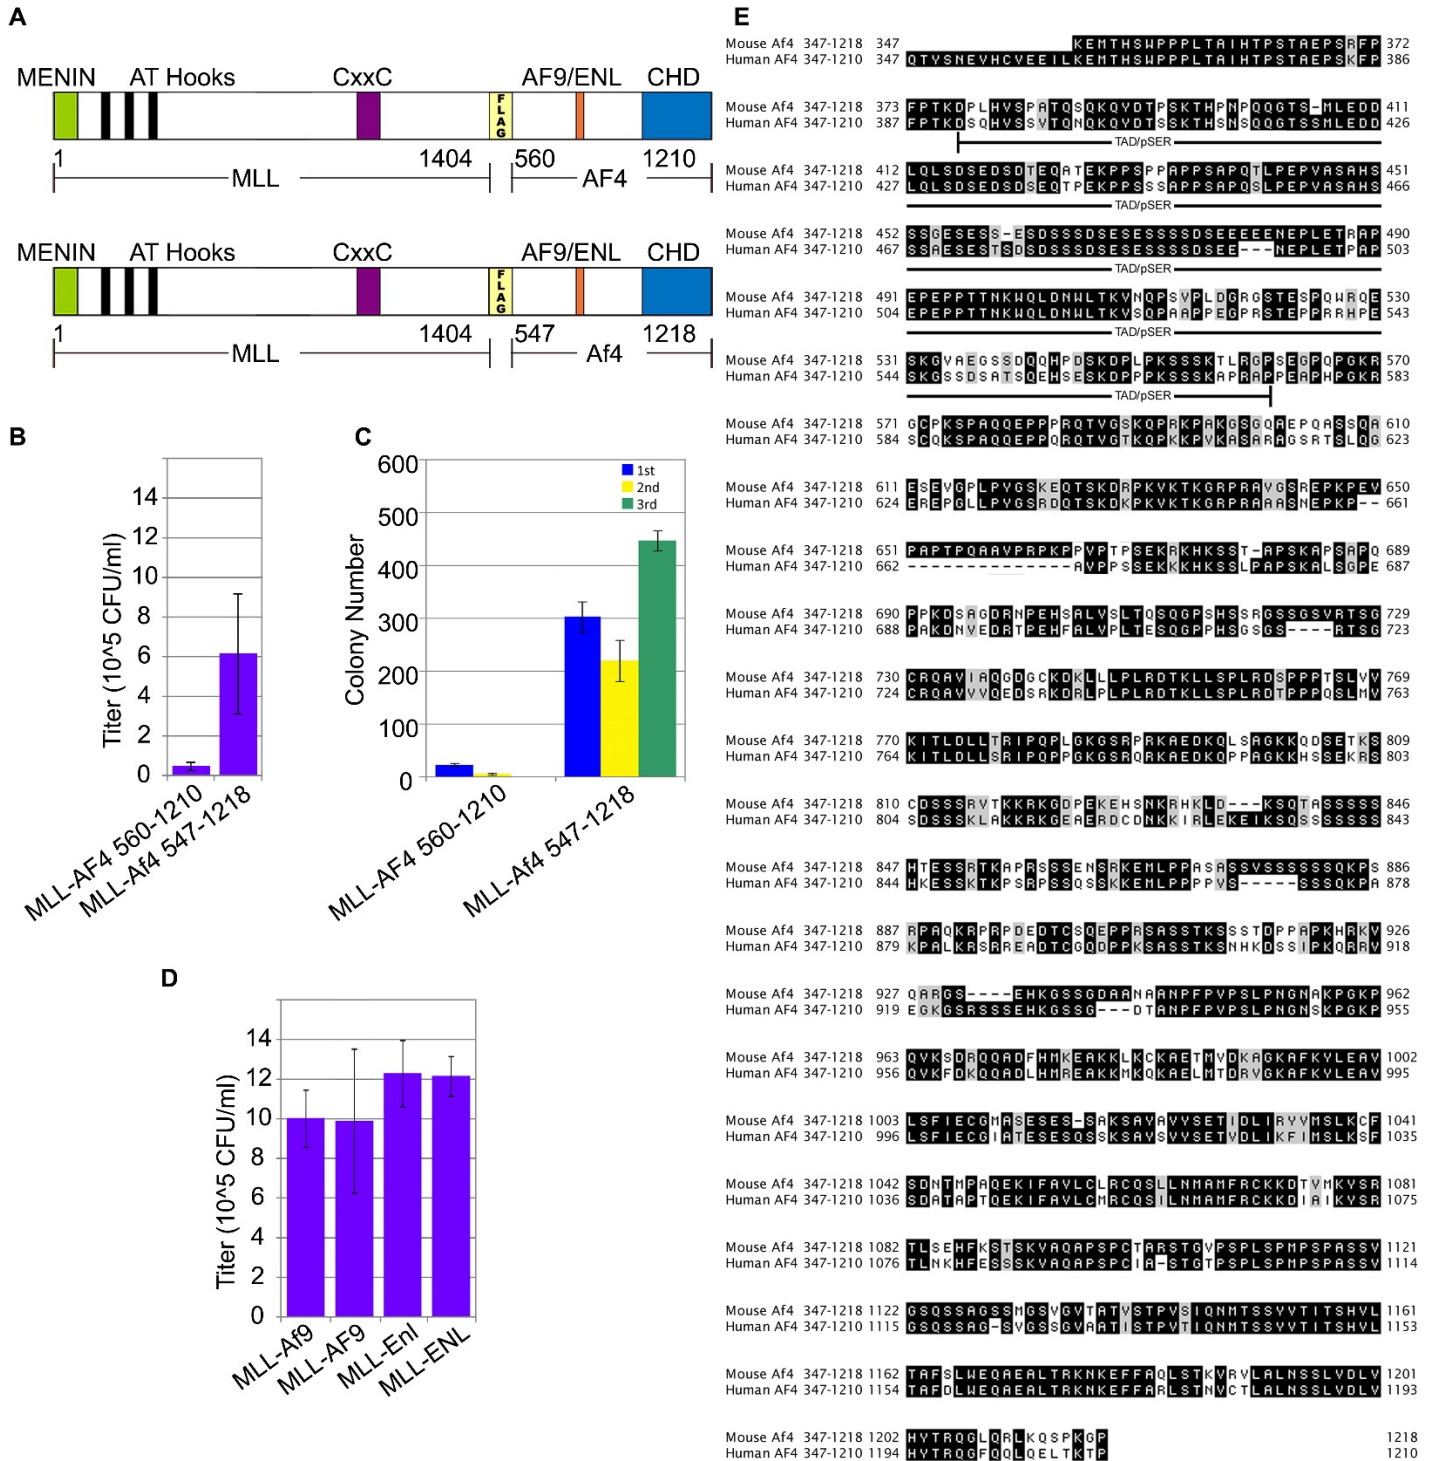 A
MENIN AT Hooks CxxC AF9/ENL CHD
FLAG
1 1404 560 1210
MLL AF4
MENIN AT Hooks CxxC AF9/ENL CHD
FLAG
1 1404 547 1218
MLL Af4
B
Titer (10^5 CFU/ml)
14
12
10
8
6
4
2
0
MLL-AF4 560-1210
MLL-Af4 547-1218
C
Colony Number
600
500
400
300
200
100
0
1st
2nd
3rd
MLL-AF4 560-1210
MLL-Af4 547-1218
D
Titer (10^5 CFU/ml)
14
12
10
8
6
4
2
0
MLL-Af9
MLL-AF9
MLL-Enl
MLL-ENL
E
Mouse Af4 347-1218 347 KEMTHSWPPPLTAIHTPSTAEPSRFP 372
Human AF4 347-1210 347 QTYSNEVHCVEEILKEMTHSWPPPLTAIHTPSTAEPSKFP 386
Mouse Af4 347-1218 373 FPTKDPLHVSPATQSQKQYDTPSKTHPNPQQGTS-MLEDD 411
Human AF4 347-1210 387 FPTKDSQHVSSVTQNQKQYDTSSKTHSNSQQGTSSMLEDD 426
TAD/pSER
Mouse Af4 347-1218 412 LQLSDSEDSDTEQATEKPPSPPAPPSAPQTLPEPVASAHS 451
Human AF4 347-1210 427 LQLSDSEDSDSEQTPEKPPSSSAPPSAPQSLPEPVASAHS 466
TAD/pSER
Mouse Af4 347-1218 452 SSGESESS-ESDSSSDSESESSSSDSEEEEENEPLETRAP 490
Human AF4 347-1210 467 SSAESESTSDSDSSSDSESESSSSDSEE---NEPLETPAP 503
TAD/pSER
Mouse Af4 347-1218 491 EPEPPTTNKWQLDNWLTKVNQPSVPLDGRGSTESPQWRQE 530
Human AF4 347-1210 504 EPEPPTTNKWQLDNWLTKVSQPAAPPEGPRSTEPPRRHPE 543
TAD/pSER
Mouse Af4 347-1218 531 SKGVAEGSSDQQHPDSKDPLPKSSSKTLRGPSEGPQPGKR 570
Human AF4 347-1210 544 SKGSSDSATSQEHSESKDPPPKSSSKAPRAPPEAPHPGKR 583
TAD/pSER
Mouse Af4 347-1218 571 GCPKSPAQQEPPPRQTVGSKQPRKPAKGSGQAEPQASSQA 610
Human AF4 347-1210 584 SCQKSPAQQEPPQRQTVGTKQPKKPVKASARAGSRTSLQG 623
Mouse Af4 347-1218 611 ESEVGPLPYGSKEQTSKDRPKVKTKGRPRAVGSREPKPEV 650
Human AF4 347-1210 624 EREPGLLPYGSRDQTSKDKPKVKTKGRPRAAASNEPKP-- 661
Mouse Af4 347-1218 651 PAPTPQAAVPRPKPPVPTPSEKRKHKSST-APSKAPSAPQ 689
Human AF4 347-1210 662 --------------AVPPSSEKKKHKSSLPAPSKALSGPE 687
Mouse Af4 347-1218 690 PPKDSAGDRNPEHSALVSLTQSQGPSHSSRGSSGSVRTSG 729
Human AF4 347-1210 688 PAKDNVEDRTPEHFALVPLTESQGPPHSGSGS----RTSG 723
Mouse Af4 347-1218 730 CRQAVIAQGDGCKDKLLLPLRDTKLLSPLRDSPPPTSLVV 769
Human AF4 347-1210 724 CRQAVVVQEDSRKDRLPLPLRDTKLLSPLRDTPPPQSLMV 763
Mouse Af4 347-1218 770 KITLDLLTRIPQPLGKGSRPRKAEDKQLSAGKKQDSETKS 809
Human AF4 347-1210 764 KITLDLLSRIPQPPGKGSRQRKAEDKQPPAGKKHSSEKRS 803
Mouse Af4 347-1218 810 CDSSSRVTKKRKGDPEKEHSNKRHKLD---KSQTASSSSS 846
Human AF4 347-1210 804 SDSSSKLAKKRKGEAERDCDNKKIRLEKEIKSQSSSSSSS 843
Mouse Af4 347-1218 847 HTESSRTKAPRSSSENSRKEMLPPASASSVSSSSSSQKPS 886
Human AF4 347-1210 844 HKESSKTKPSRPSSQSSKKEMLPPPPVS-----SSSQKPA 878
Mouse Af4 347-1218 887 RPAQKRPRPDEDTCSQEPPRSASSTKSSSTDPPAPKHRKV 926
Human AF4 347-1210 879 KPALKRSRREADTCGQDPPKSASSTKSNHKDSSIPKQRRV 918
Mouse Af4 347-1218 927 QARGS----EHKGSSGDAANAANPFPVPSLPNGNAKPGKP 962
Human AF4 347-1210 919 EGKGSRSSSEHKGSSG---DTANPFPVPSLPNGNSKPGKP 955
Mouse Af4 347-1218 963 QVKSDRQQADFHMKEAKKLKCKAETMVDKAGKAFKYLEAV 1002
Human AF4 347-1210 956 QVKFDKQQADLHMREAKKMKQKAELMTDRVGKAFKYLEAV 995
Mouse Af4 347-1218 1003 LSFIECGMASESES-SAKSAYAVYSETIDLIRYVMSLKCF 1041
Human AF4 347-1210 996 LSFIECGIATESESQSSKSAYSVYSETVDLIKFIMSLKSF 1035
Mouse Af4 347-1218 1042 SDNTMPAQEKIFAVLCLRCQSLLNMAMFRCKKDTVMKYSR 1081
Human AF4 347-1210 1036 SDATAPTQEKIFAVLCMRCQSILNMAMFRCKKDIAIKYSR 1075
Mouse Af4 347-1218 1082 TLSEHFKSTSKVAQAPSPCTARSTGVPSPLSPMPSPASSV 1121
Human AF4 347-1210 1076 TLNKHFESSSKVAQAPSPCIA-STGTPSPLSPMPSPASSV 1114
Mouse Af4 347-1218 1122 GSQSSAGSSMGSVGVTATVSTPVSIQNMTSSYVTITSHVL 1161
Human AF4 347-1210 1115 GSQSSAG-SVGSSGVAATISTPVTIQNMTSSYVTITSHVL 1153
Mouse Af4 347-1218 1162 TAFSLWEQAEALTRKNKEFFAQLSTKVRVLALNSSLVDLV 1201
Human AF4 347-1210 1154 TAFDLWEQAEALTRKNKEFFARLSTNVCTLALNSSLVDLV 1193
Mouse Af4 347-1218 1202 HYTRQGLQRLKQSPKGP 1218
Human AF4 347-1210 1194 HYTRQGFQQLQELTKTP 1210